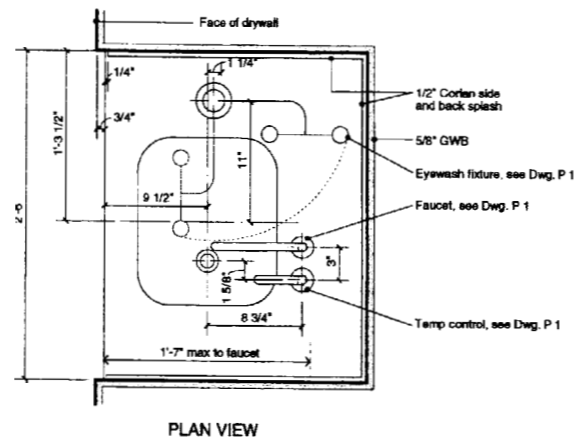 Face of drywall
1 1/4"
1/4"
1/2" Corian side
and back splash
3/4"
1'-3 1/2"
5/8" GWB
11"
Eyewash fixture, see Dwg. P 1
9 1/2"
Faucet, see Dwg. P 1
3"
1 5/8"
8 3/4"
Temp control, see Dwg. P 1
1'-7" max to faucet
PLAN VIEW